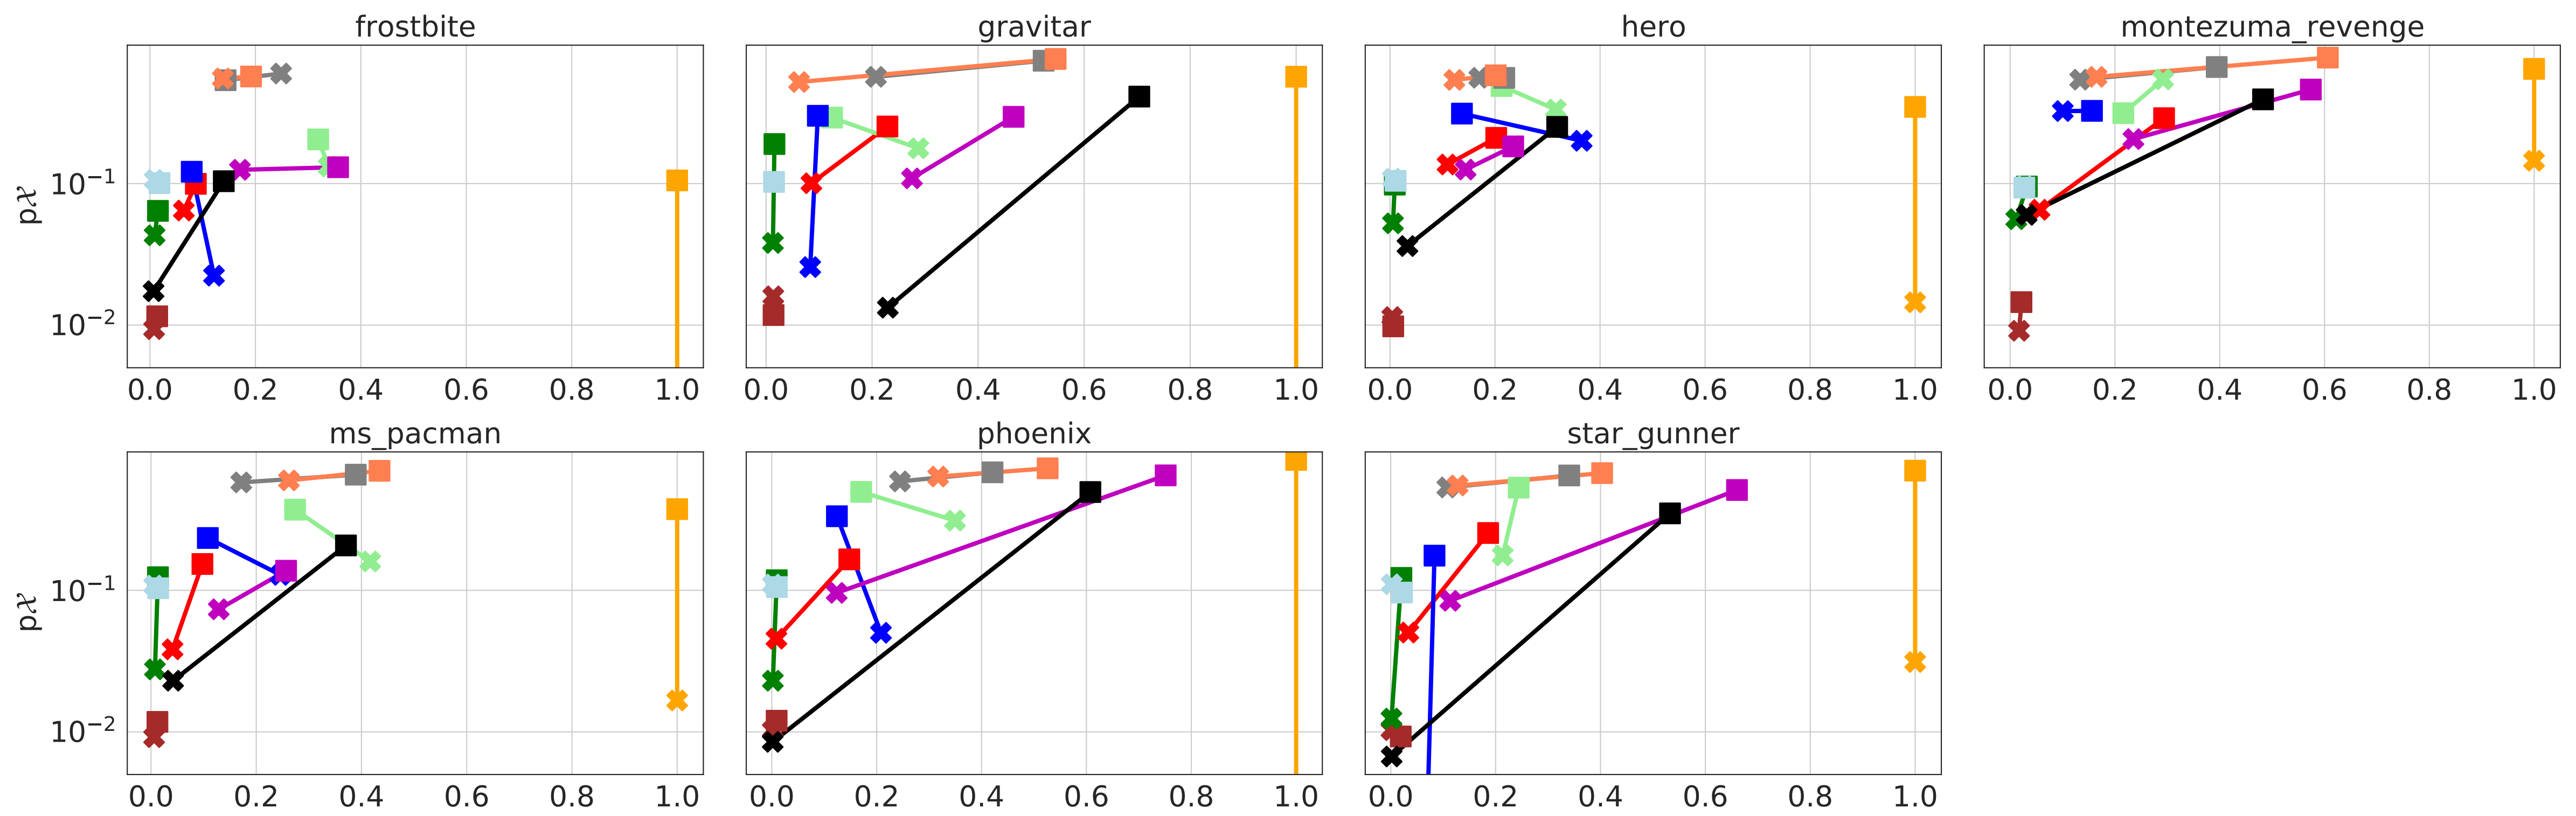 frostbite gravitar hero montezuma_revenge
p𝒳
10⁻¹
10⁻²
0.0 0.2 0.4 0.6 0.8 1.0 0.0 0.2 0.4 0.6 0.8 1.0 0.0 0.2 0.4 0.6 0.8 1.0 0.0 0.2 0.4 0.6 0.8 1.0
ms_pacman phoenix star_gunner
p𝒳
10⁻¹
10⁻²
0.0 0.2 0.4 0.6 0.8 1.0 0.0 0.2 0.4 0.6 0.8 1.0 0.0 0.2 0.4 0.6 0.8 1.0